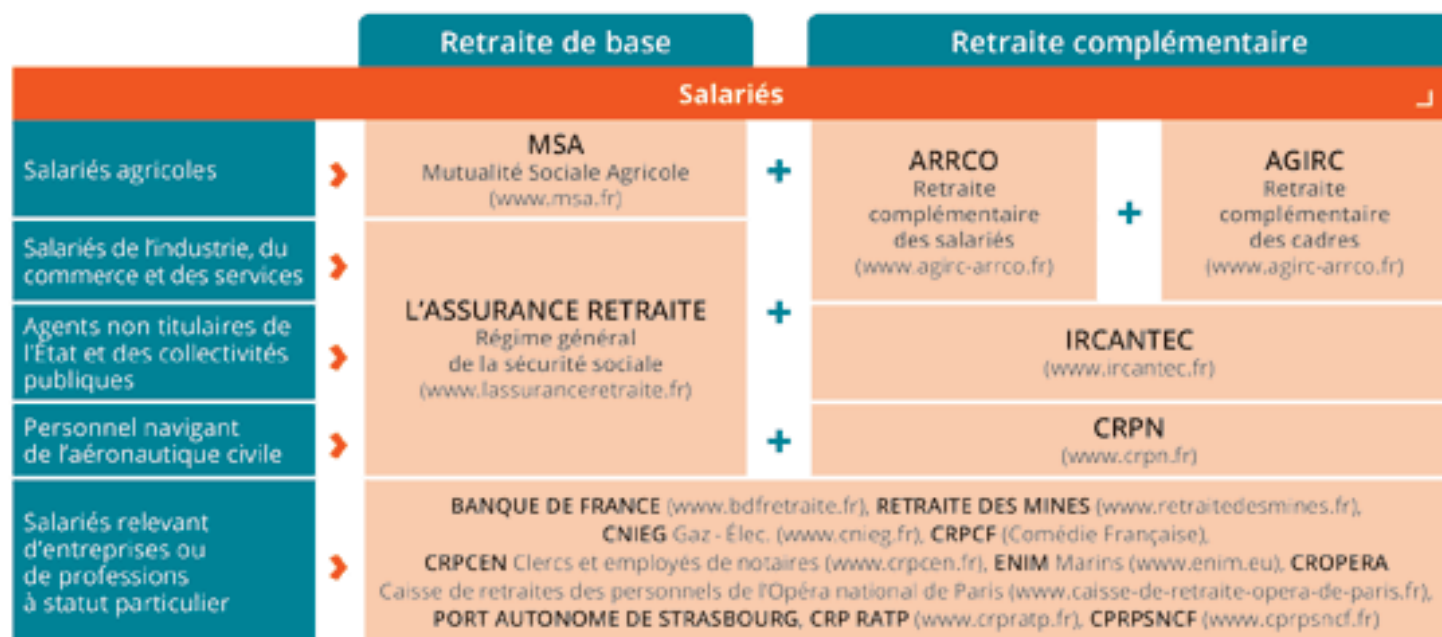 Retraite de base
Retraite complémentaire
Salariés
Salariés agricoles
MSA
Mutualité Sociale Agricole
(www.msa.fr)
+
ARRCO
Retraite
complémentaire
des salariés
(www.agirc-arrco.fr)
+
AGIRC
Retraite
complémentaire
des cadres
(www.agirc-arrco.fr)
Salariés de l'industrie, du
commerce et des services
L'ASSURANCE RETRAITE
Régime général
de la sécurité sociale
(www.lassuranceretraite.fr)
+
Agents non titulaires de
l'État et des collectivités
publiques
IRCANTEC
(www.ircantec.fr)
Personnel navigant
de l'aéronautique civile
+
CRPN
(www.crpn.fr)
Salariés relevant
d'entreprises ou
de professions
à statut particulier
BANQUE DE FRANCE (www.bdfretraite.fr), RETRAITE DES MINES (www.retraitedesmines.fr),
CNIEG Gaz - Élec. (www.cnieg.fr), CRPCF (Comédie Française),
CRPCEN Clercs et employés de notaires (www.crpcen.fr), ENIM Marins (www.enim.eu), CROPERA
Caisse de retraites des personnels de l'Opéra national de Paris (www.caisse-de-retraite-opera-de-paris.fr),
PORT AUTONOME DE STRASBOURG, CRP RATP (www.crpratp.fr), CPRPSNCF (www.cprpsncf.fr)